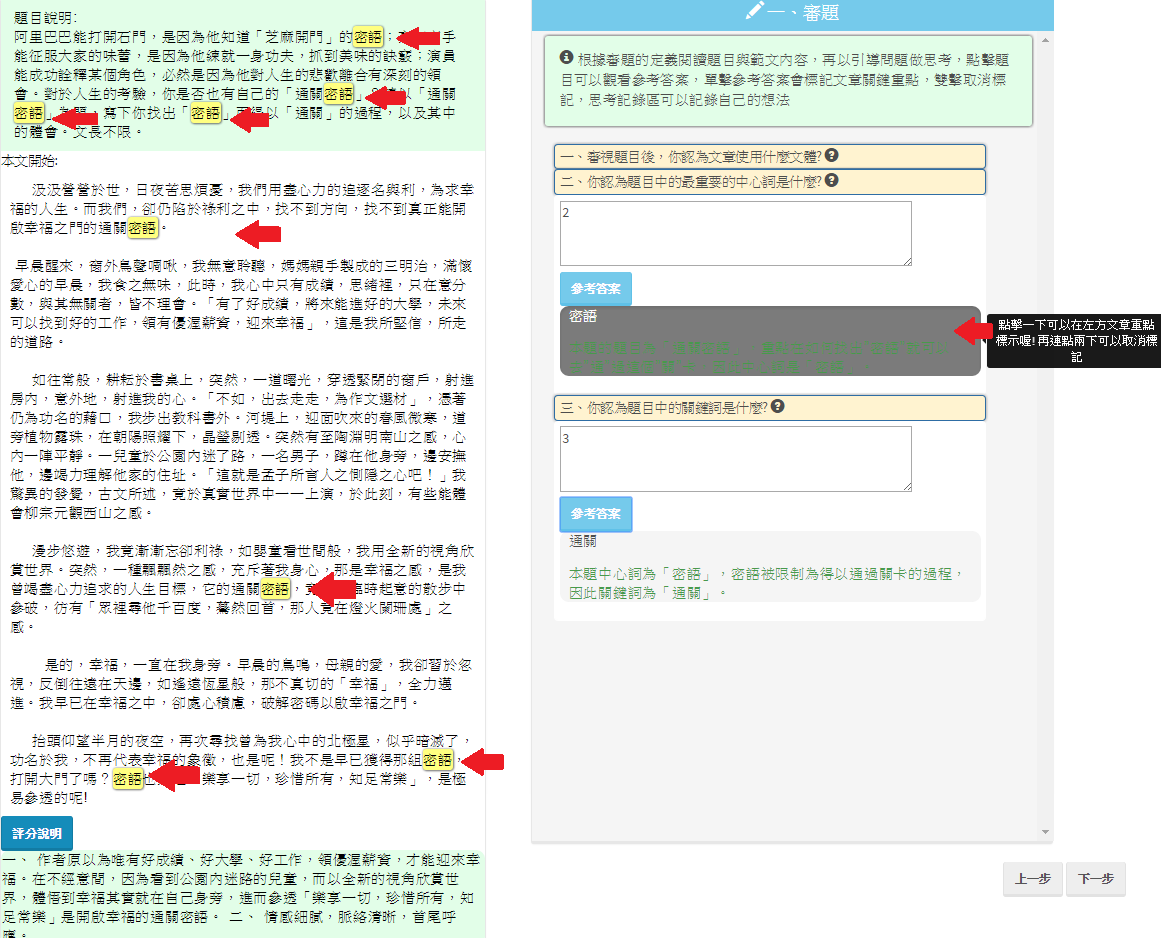 題目說明:
阿里巴巴能打開石門，是因為他知道「芝麻開門」的密語；
手
能征服大家的味蕾，是因為他練就一身功夫，抓到美味的訣竅；演員
能成功詮釋某個角色，必然是因為他對人生的悲歡離合有深刻的領
會。對於人生的考驗，你是否也有自己的「通關密語」
以「通關
密語」
寫下你找出「密語」
得以「通關」的過程，以及其中
的體會。文長不限。
本文開始:
汲汲營營於世，日夜苦思煩憂，我們用盡心力的追逐名與利，為求幸
福的人生。而我們，卻仍陷於祿利之中，找不到方向，找不到真正能開
啟幸福之門的通關密語。
早晨醒來，窗外鳥聲啁啾，我無意聆聽，媽媽親手製成的三明治，滿懷
愛心的早晨，我食之無味，此時，我心中只有成績，思緒裡，只在意分
數，與其無關者，皆不理會。「有了好成績，將來能進好的大學，未來
可以找到好的工作，領有優渥薪資，迎來幸福」，這是我所堅信，所走
的道路。
如往常般，耕耘於書桌上，突然，一道曙光，穿透緊閉的窗戶，射進
房內，意外地，射進我的心。「不如，出去走走，為作文選材」，憑著
仍為功名的藉口，我步出教科書外。河堤上，迎面吹來的春風微寒，道
旁植物露珠，在朝陽照耀下，晶瑩剔透。突然有至陶淵明南山之感，心
內一陣平靜。一兒童於公園內迷了路，一名男子，蹲在他身旁，邊安撫
他，邊竭力理解他家的住址。「這就是孟子所言人之惻隱之心吧！」我
驚異的發覺，古文所述，竟於真實世界中一一上演，於此刻，有些能體
會柳宗元觀西山之感。
漫步悠遊，我竟漸漸忘卻利祿，如嬰童看世間般，我用全新的視角欣
賞世界。突然，一種飄飄然之感，充斥著我身心，那是幸福之感，是我
曾竭盡心力追求的人生目標，它的通關密語，
臨時起意的散步中
參破，彷有「眾裡尋他千百度，驀然回首，那人竟在燈火闌珊處」之
感。
是的，幸福，一直在我身旁。早晨的鳥鳴，母親的愛，我卻習於忽
視，反倒往遠在天邊，如遙遠恆星般，那不真切的「幸福」，全力邁
進。我早已在幸福之中，卻處心積慮，破解密碼以啟幸福之門。
抬頭仰望半月的夜空，再次尋找曾為我心中的北極星，似乎暗滅了，
功名於我，不再代表幸福的象徵，也是呢！我不是早已獲得那組密語，
打開大門了嗎？密語
樂享一切，珍惜所有，知足常樂」，是極
易參透的呢!
評分說明
一、 作者原以為唯有好成績、好大學、好工作，領優渥薪資，才能迎來幸
福。在不經意間，因為看到公園內迷路的兒童，而以全新的視角欣賞世
界，體悟到幸福其實就在自己身旁，進而參透「樂享一切，珍惜所有，知
足常樂」是開啟幸福的通關密語。 二、 情感細膩，脈絡清晰，首尾呼
應。
一、審題
根據審題的定義閱讀題目與範文內容，再以引導問題做思考，點擊題
目可以觀看參考答案，單擊參考答案會標記文章關鍵重點，雙擊取消標
記，思考記錄區可以記錄自己的想法
一、審視題目後，你認為文章使用什麼文體?
二、你認為題目中的最重要的中心詞是什麼?
2
參考答案
密語
點擊一下可以在左方文章重點
標示喔! 再連點兩下可以取消標
記
三、你認為題目中的關鍵詞是什麼?
3
參考答案
通關
本題中心詞為「密語」，密語被限制為得以通過關卡的過程，
因此關鍵詞為「通關」。
上一步
下一步